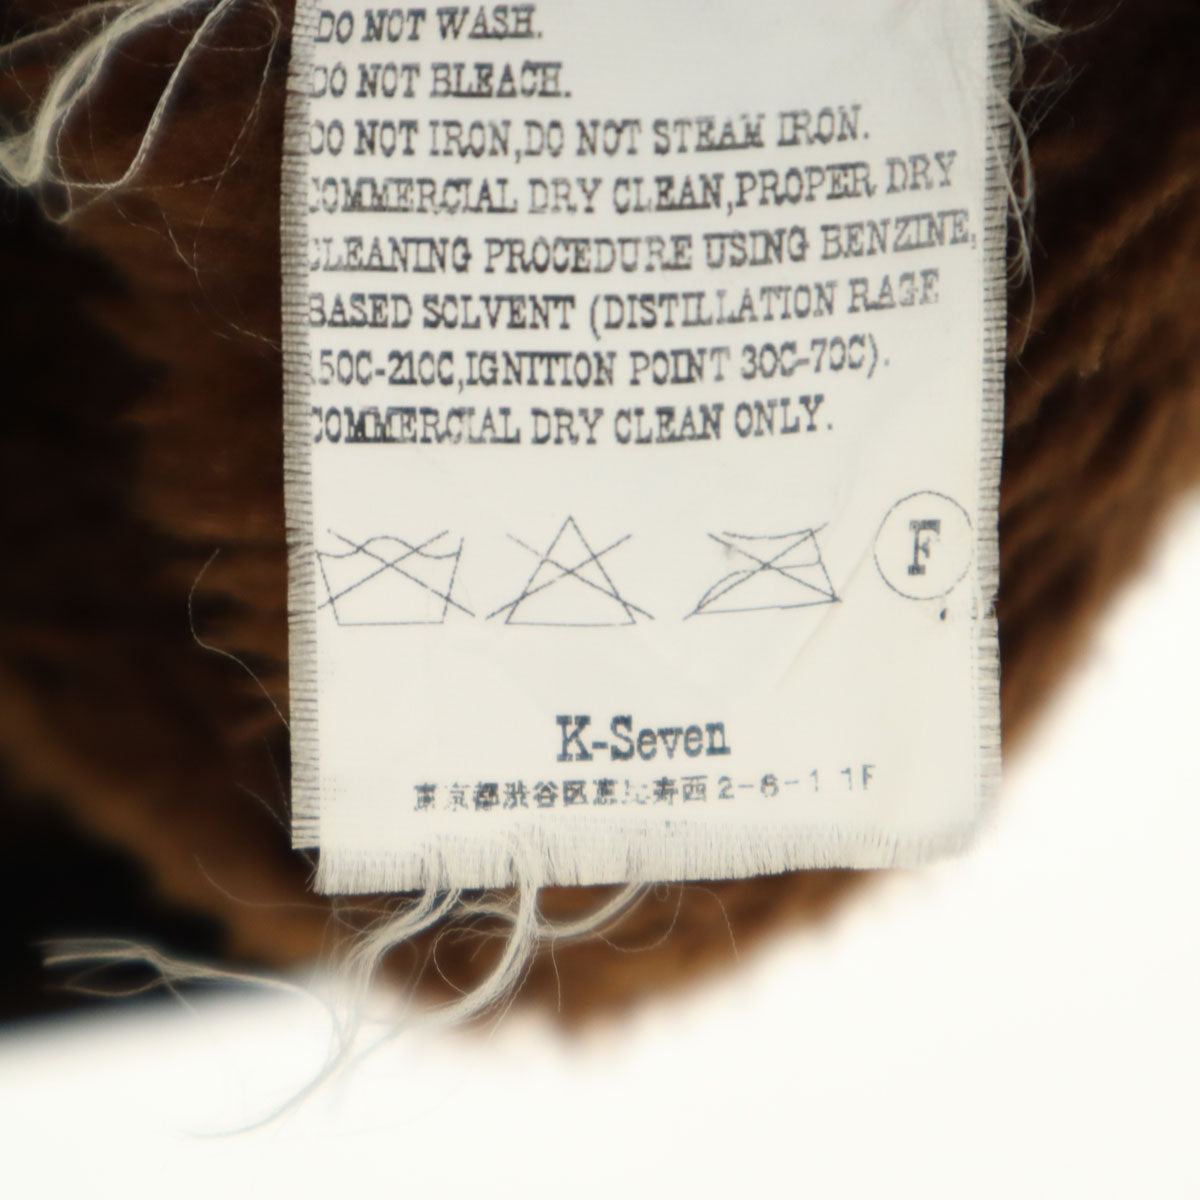 DO NOT WASH.
DO NOT BLEACH.
DO NOT IRON,DO NOT STEAM IRON.
COMMERCIAL DRY CLEAN,PROPER DRY
CLEANING PROCEDURE USING BENZINE,
BASED SOLVENT (DISTILLATION RAGE
150C-210C,IGNITION POINT 30C-70C).
COMMERCIAL DRY CLEAN ONLY.
F
K-Seven
東京都渋谷区恵比寿西2-8-1 1F